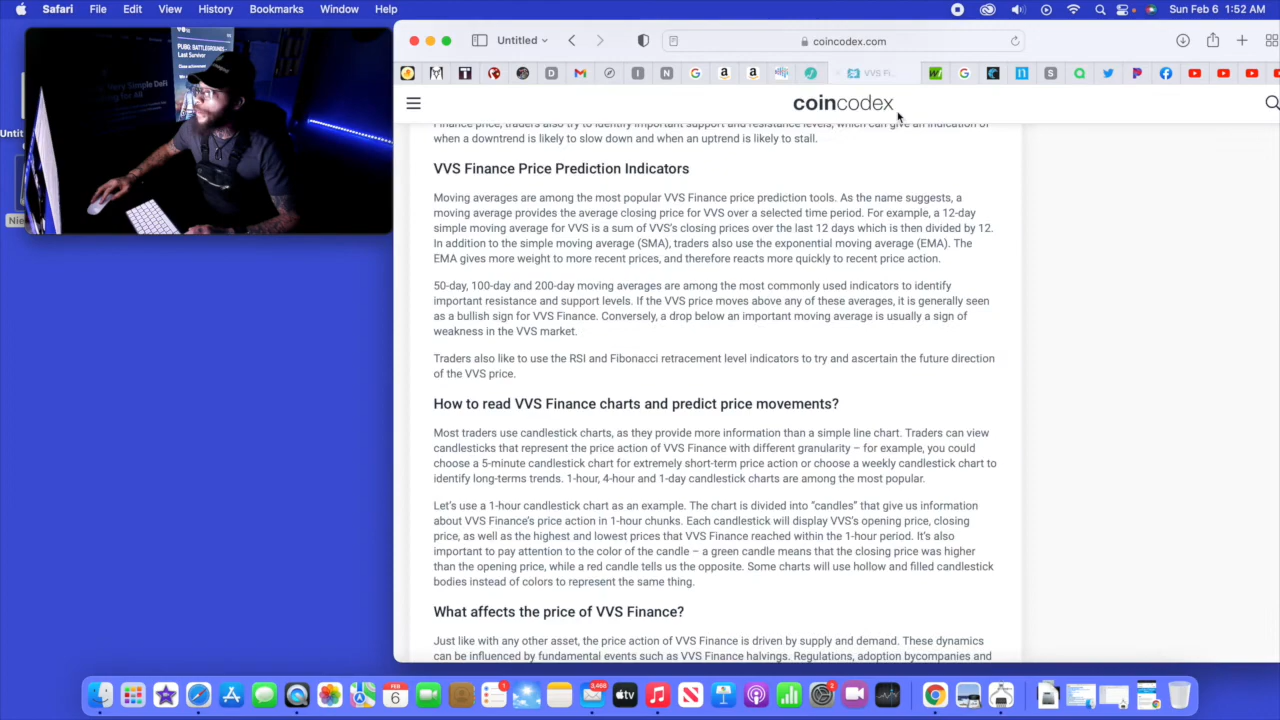 Safari File Edit View History Bookmarks Window Help
Sun Feb 6 1:52 AM
PUBG: BATTLEGROUNDS -
Last Survivor
Very Simple DeFi
ing for All
Untit
Nie
Untitled
coincodex.com
VVS Fi...
coincodex
Finance price, traders also try to identify important support and resistance levels, which can give an indication of
when a downtrend is likely to slow down and when an uptrend is likely to stall.
VVS Finance Price Prediction Indicators
Moving averages are among the most popular VVS Finance price prediction tools. As the name suggests, a
moving average provides the average closing price for VVS over a selected time period. For example, a 12-day
simple moving average for VVS is a sum of VVS's closing prices over the last 12 days which is then divided by 12.
In addition to the simple moving average (SMA), traders also use the exponential moving average (EMA). The
EMA gives more weight to more recent prices, and therefore reacts more quickly to recent price action.
50-day, 100-day and 200-day moving averages are among the most commonly used indicators to identify
important resistance and support levels. If the VVS price moves above any of these averages, it is generally seen
as a bullish sign for VVS Finance. Conversely, a drop below an important moving average is usually a sign of
weakness in the VVS market.
Traders also like to use the RSI and Fibonacci retracement level indicators to try and ascertain the future direction
of the VVS price.
How to read VVS Finance charts and predict price movements?
Most traders use candlestick charts, as they provide more information than a simple line chart. Traders can view
candlesticks that represent the price action of VVS Finance with different granularity – for example, you could
choose a 5-minute candlestick chart for extremely short-term price action or choose a weekly candlestick chart to
identify long-terms trends. 1-hour, 4-hour and 1-day candlestick charts are among the most popular.
Let's use a 1-hour candlestick chart as an example. The chart is divided into “candles” that give us information
about VVS Finance's price action in 1-hour chunks. Each candlestick will display VVS's opening price, closing
price, as well as the highest and lowest prices that VVS Finance reached within the 1-hour period. It's also
important to pay attention to the color of the candle – a green candle means that the closing price was higher
than the opening price, while a red candle tells us the opposite. Some charts will use hollow and filled candlestick
bodies instead of colors to represent the same thing.
What affects the price of VVS Finance?
Just like with any other asset, the price action of VVS Finance is driven by supply and demand. These dynamics
can be influenced by fundamental events such as VVS Finance halvings. Regulations, adoption bycompanies and